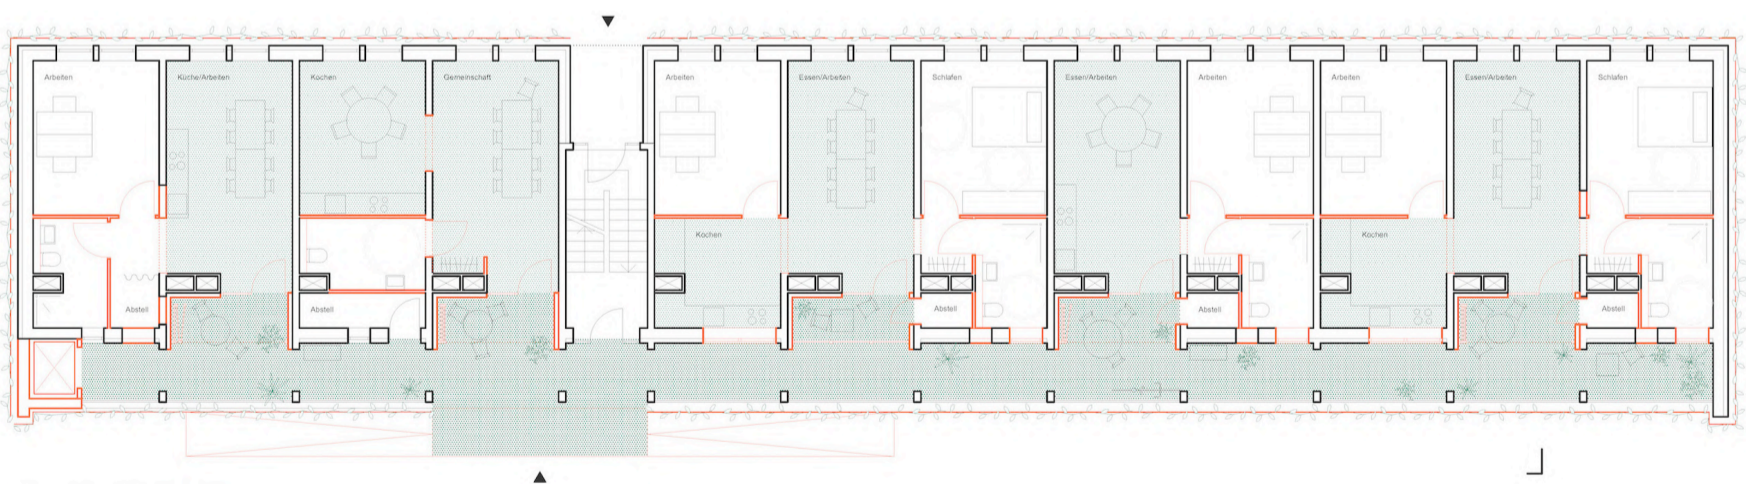 Arbeiten
Küche/Arbeiten
Kochen
Gemeinschaft
Arbeiten
Essen/Arbeiten
Schlafen
Essen/Arbeiten
Arbeiten
Arbeiten
Essen/Arbeiten
Schlafen
Kochen
Kochen
Abstell
Abstell
Abstell
Abstell
Abstell